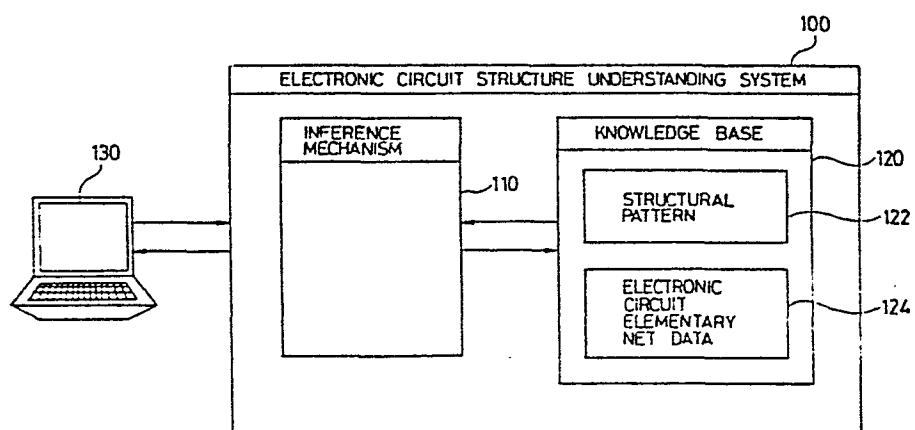 100
ELECTRONIC CIRCUIT STRUCTURE UNDERSTANDING SYSTEM
130
INFERENCE
MECHANISM
110
KNOWLEDGE BASE
120
STRUCTURAL
PATTERN
122
ELECTRONIC
CIRCUIT
ELEMENTARY
NET DATA
124